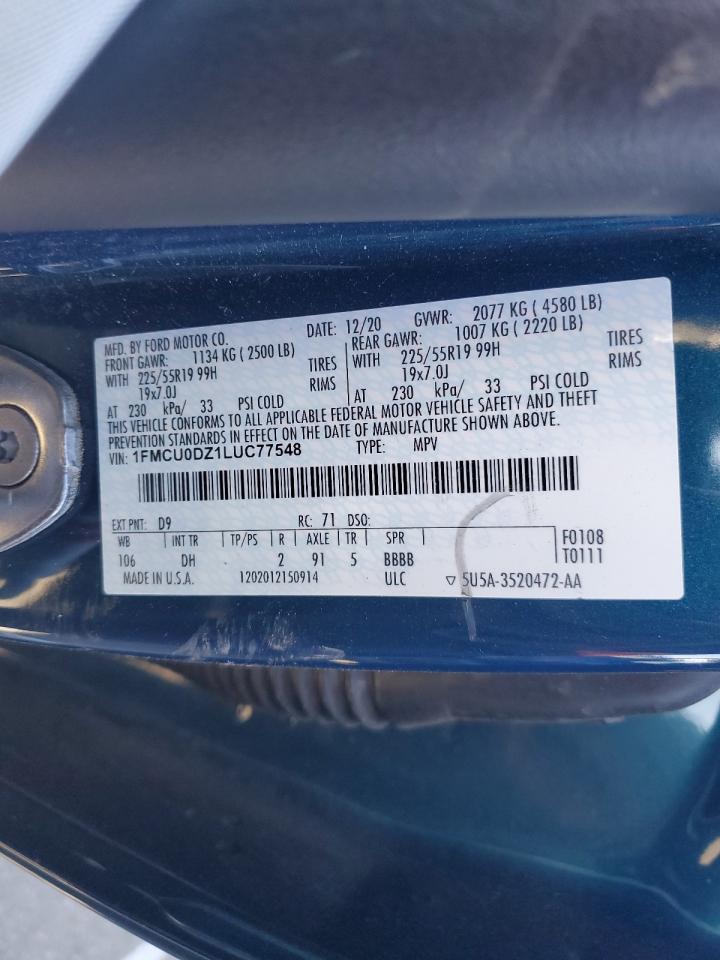 MFD. BY FORD MOTOR CO. DATE: 12/20 GVWR: 2077 KG ( 4580 LB)
FRONT GAWR: 1134 KG ( 2500 LB) REAR GAWR: 1007 KG ( 2220 LB)
WITH 225/55R19 99H TIRES WITH 225/55R19 99H TIRES
19x7.0J RIMS 19x7.0J RIMS
AT 230 kPa/ 33 PSI COLD AT 230 kPa/ 33 PSI COLD
THIS VEHICLE CONFORMS TO ALL APPLICABLE FEDERAL MOTOR VEHICLE SAFETY AND THEFT
PREVENTION STANDARDS IN EFFECT ON THE DATE OF MANUFACTURE SHOWN ABOVE.
VIN: 1FMCU0DZ1LUC77548 TYPE: MPV
EXT PNT: D9 RC: 71 DSO:
WB INT TR TP/PS R AXLE TR SPR F0108
106 DH 2 91 5 BBBB T0111
MADE IN U.S.A. 1202012150914 ULC ▽ 5U5A-3520472-AA